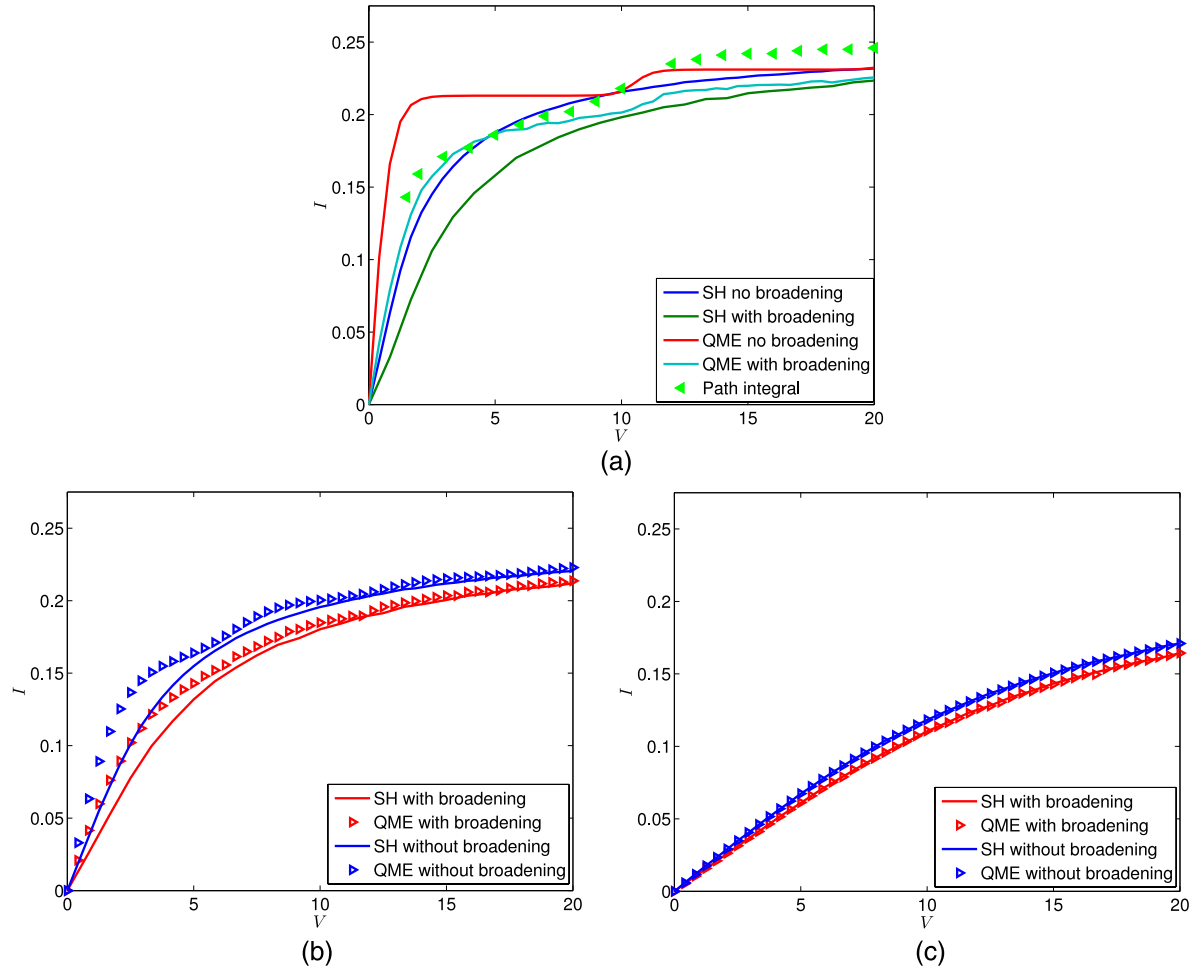 0.25
0.2
0.15
0.1
0.05
0
I
0 5 10 15 20
V
SH no broadening
SH with broadening
QME no broadening
QME with broadening
Path integral
(a)
0.25
0.2
0.15
0.1
0.05
0
I
0 5 10 15 20
V
SH with broadening
QME with broadening
SH without broadening
QME without broadening
(b)
0.25
0.2
0.15
0.1
0.05
0
I
0 5 10 15 20
V
SH with broadening
QME with broadening
SH without broadening
QME without broadening
(c)